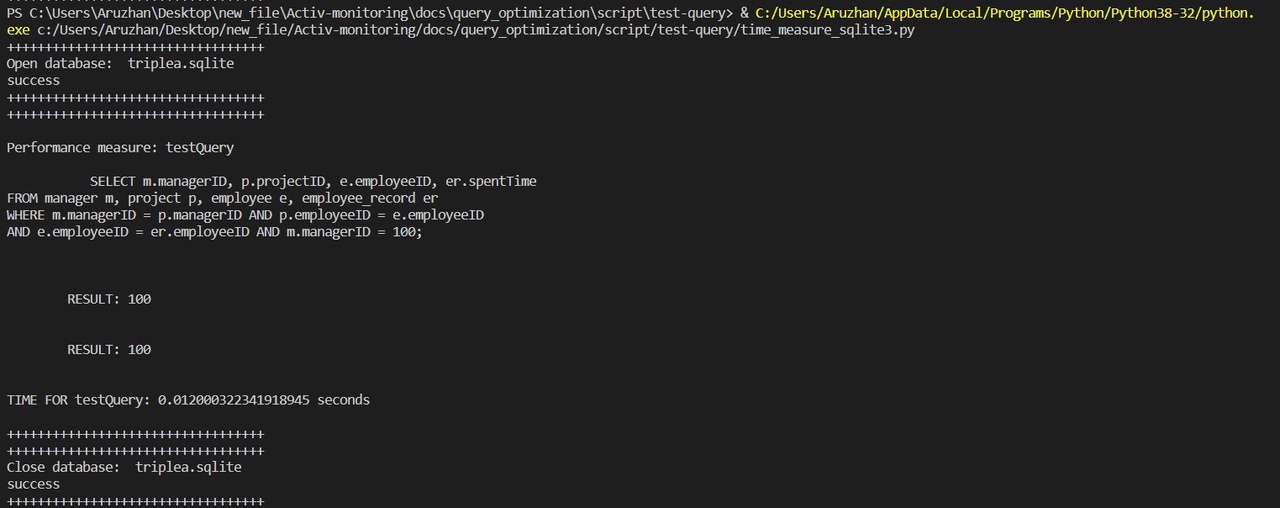 PS C:\Users\Aruzhan\Desktop\new_file\Activ-monitoring\docs\query_optimization\script\test-query> & C:/Users/Aruzhan/AppData/Local/Programs/Python/Python38-32/python.
exe c:/Users/Aruzhan/Desktop/new_file/Activ-monitoring/docs/query_optimization/script/test-query/time_measure_sqlite3.py
++++++++++++++++++++++++++++++++++
Open database:  triplea.sqlite
success
++++++++++++++++++++++++++++++++++
++++++++++++++++++++++++++++++++++
Performance measure: testQuery
SELECT m.managerID, p.projectID, e.employeeID, er.spentTime
FROM manager m, project p, employee e, employee_record er
WHERE m.managerID = p.managerID AND p.employeeID = e.employeeID
AND e.employeeID = er.employeeID AND m.managerID = 100;
RESULT: 100
RESULT: 100
TIME FOR testQuery: 0.012000322341918945 seconds
++++++++++++++++++++++++++++++++++
++++++++++++++++++++++++++++++++++
Close database:  triplea.sqlite
success
++++++++++++++++++++++++++++++++++